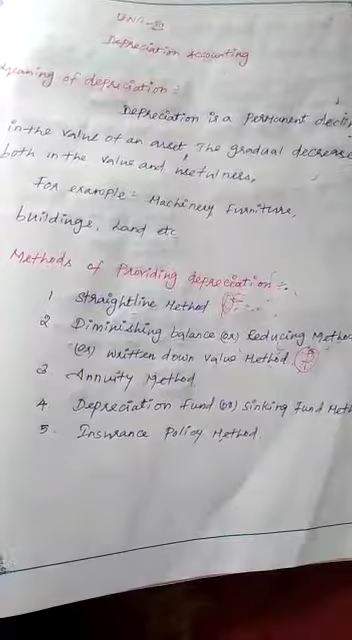 Depreciation Accounting
Meaning of depreciation :-
Depreciation is a permanent declin
in the value of an asset, The gradual decrease
both in the value and usefulness,
For example:- Machinery Furniture,
buildings, Land etc
Methods of Providing depreciation :-
1 Straightline Method
2 Diminishing balance (or) Reducing Method
(or) written down value Method
3 Annuity Method
4 Depreciation fund (or) Sinking Fund Meth
5. Insurance Policy Method.